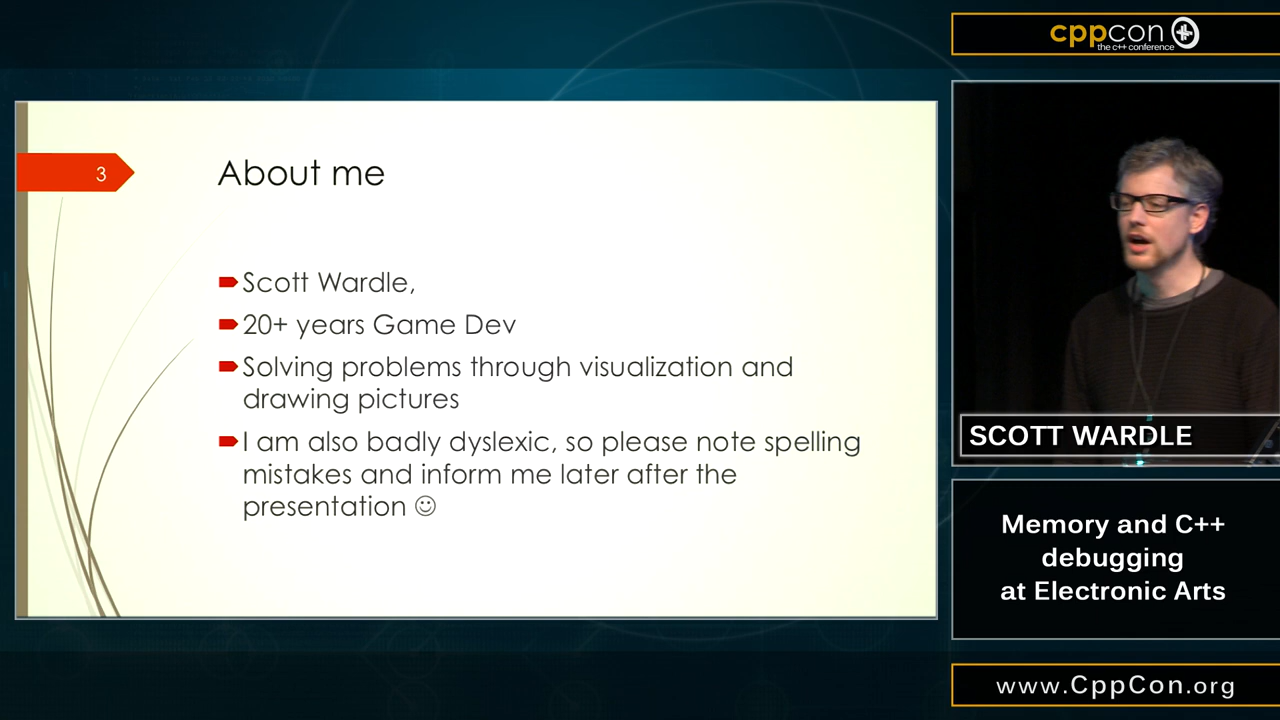 3
About me
Scott Wardle,
20+ years Game Dev
Solving problems through visualization and
drawing pictures
I am also badly dyslexic, so please note spelling
mistakes and inform me later after the
presentation ☺
cppcon
the c++ conference
SCOTT WARDLE
Memory and C++
debugging
at Electronic Arts
www.CppCon.org